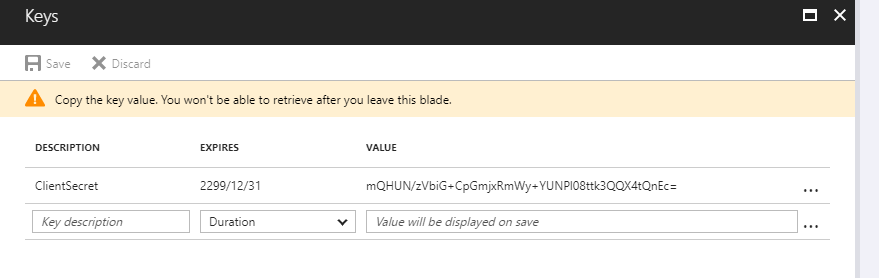 Keys
Save Discard
Copy the key value. You won't be able to retrieve after you leave this blade.
DESCRIPTION EXPIRES VALUE
ClientSecret 2299/12/31 mQHUN/zVbiG+CpGmjxRmWy+YUNPl08ttk3QQX4tQnEc=
Key description Duration Value will be displayed on save